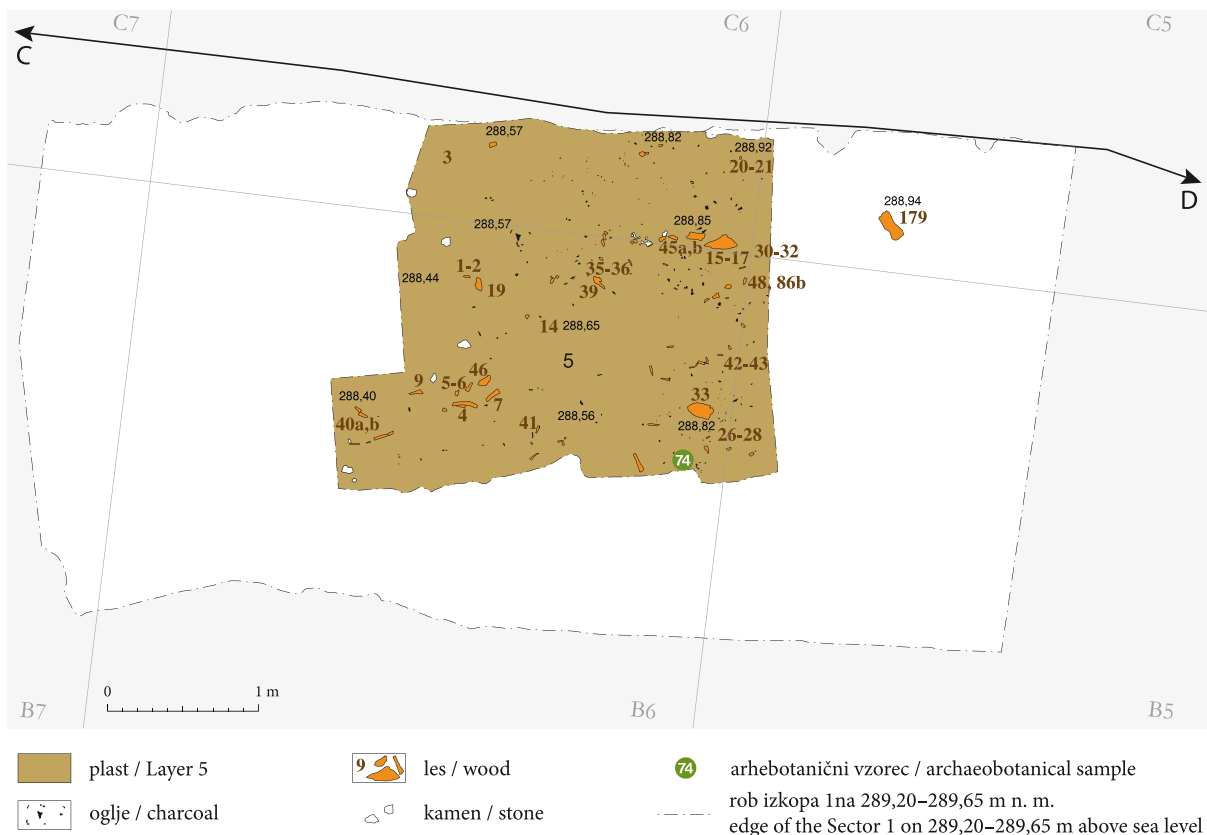 C7
C6
C5
C
D
288,57
288,82
288,92
3
20-21
288,94
179
288,57
288,85
45a,b
15-17
30-32
288,44
1-2
19
35-36
39
48, 86b
14
288,65
5
42-43
46
5-6
9
7
4
288,40
40a,b
41
288,56
33
288,82
26-28
74
0
1 m
B7
B6
B5
plast / Layer 5
9
les / wood
74
arhebotanični vzorec / archaeobotanical sample
oglje / charcoal
kamen / stone
rob izkopa 1na 289,20–289,65 m n. m.
edge of the Sector 1 on 289,20–289,65 m above sea level